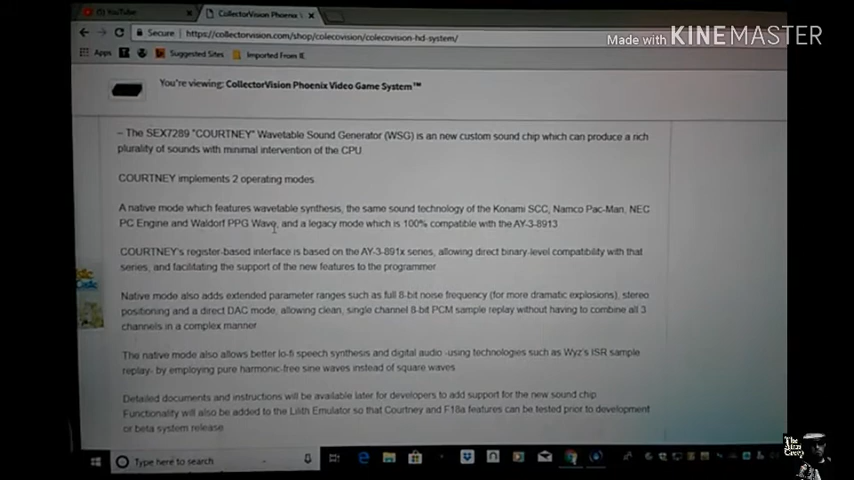 YouTube
CollectorVision Phoenix
Made with KINEMASTER
Secure https://collectorvision.com/shop/colecovision/colecovision-hd-system/
Apps Suggested Sites Imported From IE
You're viewing: CollectorVision Phoenix Video Game System™
– The SEX7289 "COURTNEY" Wavetable Sound Generator (WSG) is an new custom sound chip which can produce a rich
plurality of sounds with minimal intervention of the CPU
COURTNEY implements 2 operating modes
A native mode which features wavetable synthesis, the same sound technology of the Konami SCC, Namco Pac-Man, NEC
PC Engine and Waldorf PPG Wave, and a legacy mode which is 100% compatible with the AY-3-8913
COURTNEY's register-based interface is based on the AY-3-891x series, allowing direct binary-level compatibility with that
series, and facilitating the support of the new features to the programmer
Native mode also adds extended parameter ranges such as full 8-bit noise frequency (for more dramatic explosions), stereo
positioning and a direct DAC mode, allowing clean, single channel 8-bit PCM sample replay without having to combine all 3
channels in a complex manner
The native mode also allows better lo-fi speech synthesis and digital audio -using technologies such as Wyz's ISR sample
replay- by employing pure harmonic-free sine waves instead of square waves
Detailed documents and instructions will be available later for developers to add support for the new sound chip
Functionality will also be added to the Lilith Emulator so that Courtney and F18a features can be tested prior to development
or beta system release
Type here to search
The